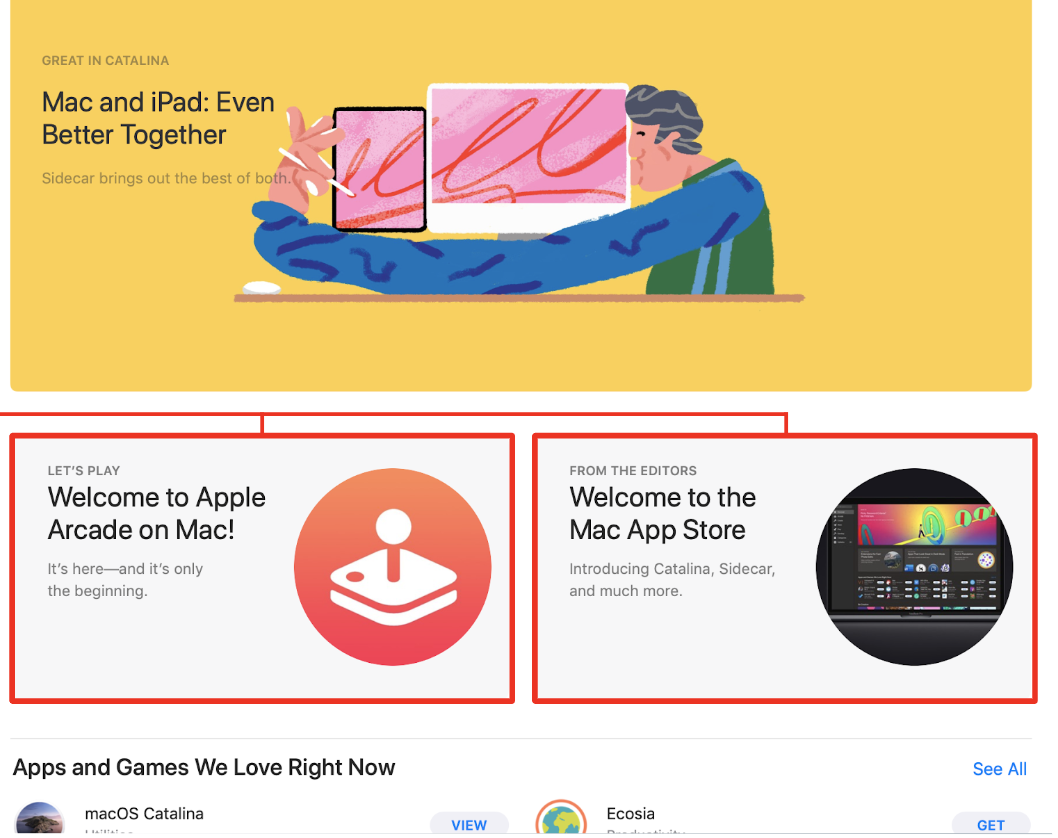 GREAT IN CATALINA
Mac and iPad: Even
Better Together
Sidecar brings out the best of both.
LET'S PLAY
Welcome to Apple
Arcade on Mac!
It's here—and it's only
the beginning.
FROM THE EDITORS
Welcome to the
Mac App Store
Introducing Catalina, Sidecar,
and much more.
Apps and Games We Love Right Now
See All
macOS Catalina
VIEW
Ecosia
GET